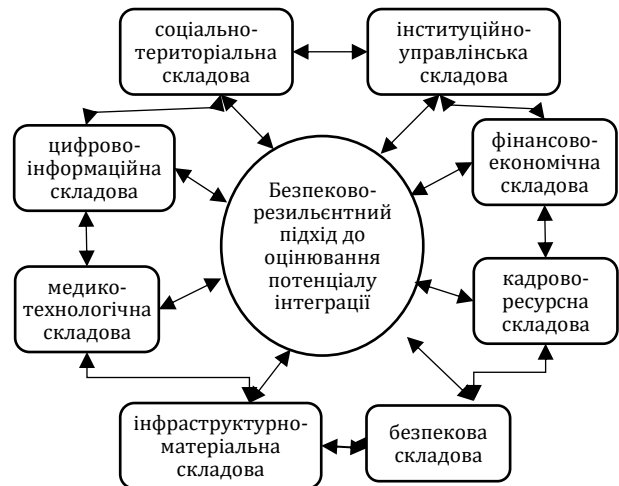 соціально-
територіальна
складова
інституційно-
управлінська
складова
цифрово-
інформаційна
складова
фінансово-
економічна
складова
Безпеково-
резильєнтний
підхід до
оцінювання
потенціалу
інтеграції
медико-
технологічна
складова
кадрово-
ресурсна
складова
інфраструктурно-
матеріальна
складова
безпекова
складова